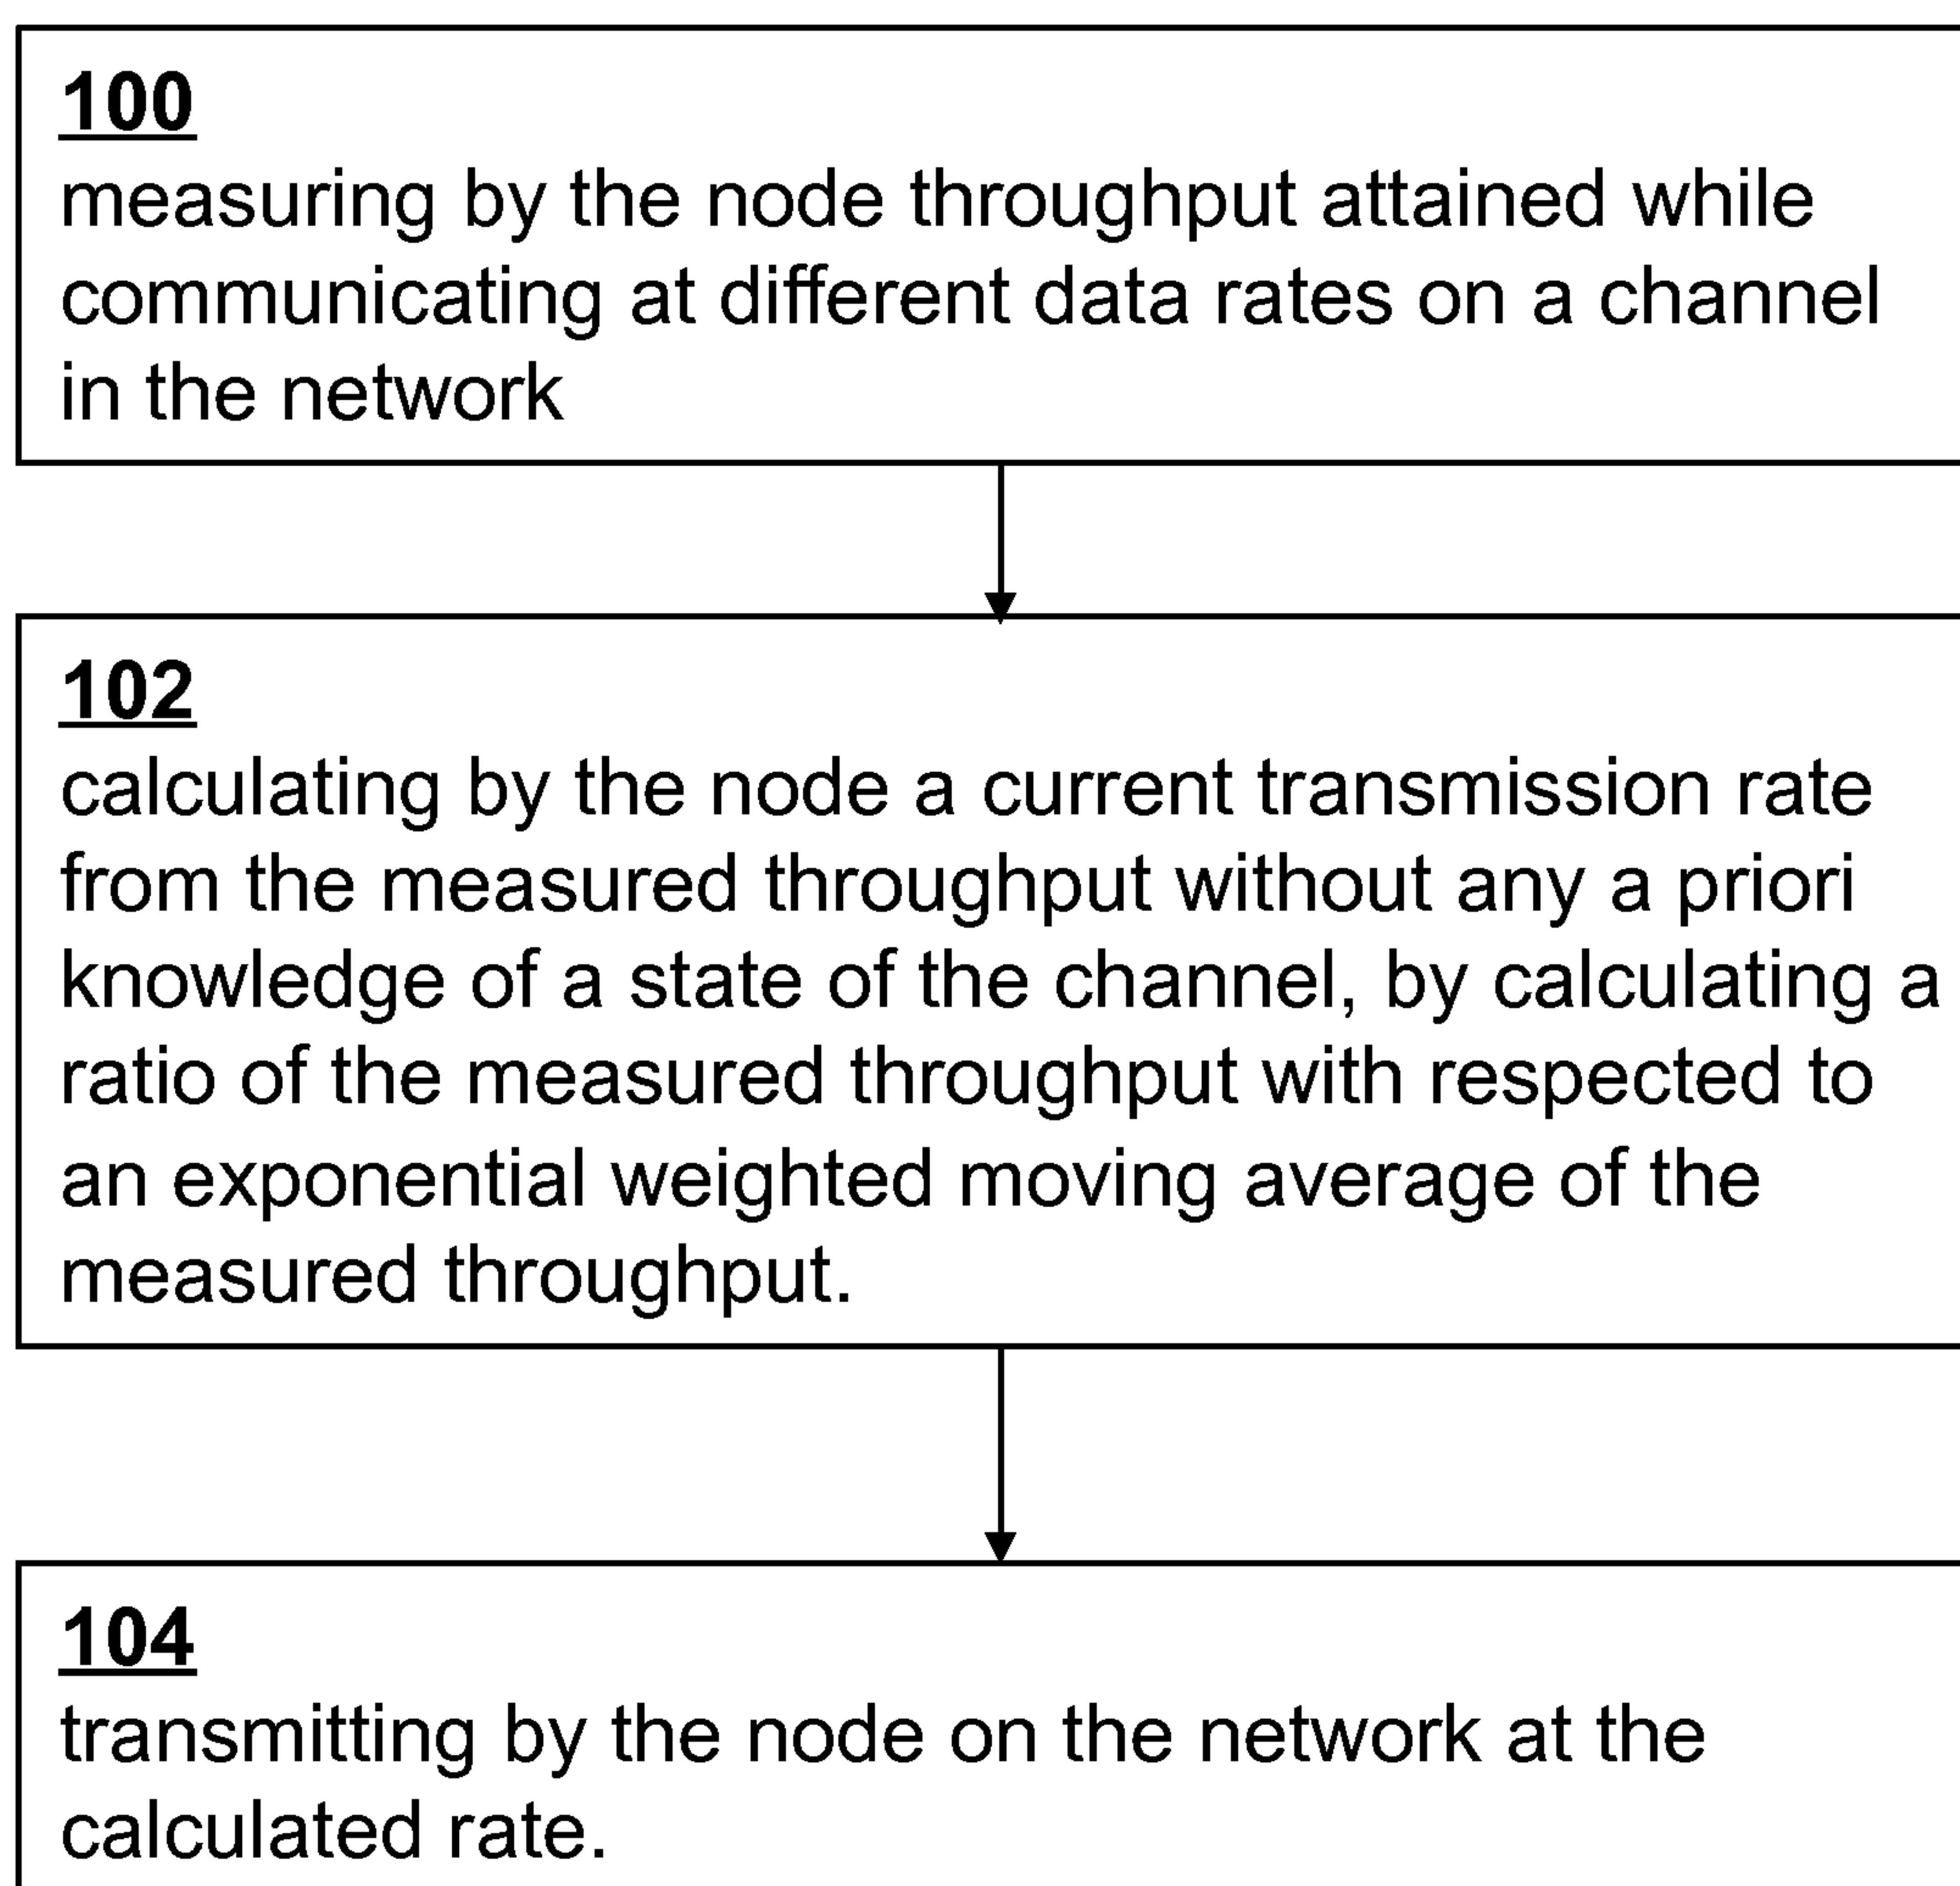 100
measuring by the node throughput attained while
communicating at different data rates on a channel
in the network
102
calculating by the node a current transmission rate
from the measured throughput without any a priori
knowledge of a state of the channel, by calculating a
ratio of the measured throughput with respected to
an exponential weighted moving average of the
measured throughput.
104
transmitting by the node on the network at the
calculated rate.